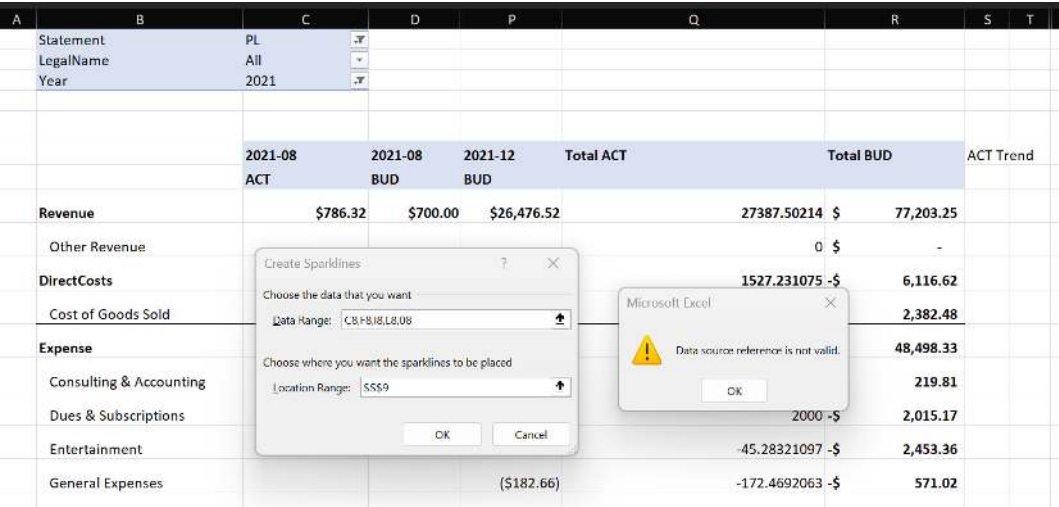 A B C D P Q R S T
Statement PL
LegalName All
Year 2021
2021-08 2021-08 2021-12 Total ACT Total BUD ACT Trend
ACT BUD BUD
Revenue $786.32 $700.00 $26,476.52 27387.50214 $ 77,203.25
Other Revenue 0 $ -
DirectCosts 1527.231075 -$ 6,116.62
Cost of Goods Sold 2,382.48
Expense 48,498.33
Consulting & Accounting 219.81
Dues & Subscriptions 2000 -$ 2,015.17
Entertainment -45.28321097 -$ 2,453.36
General Expenses ($182.66) -172.4692063 -$ 571.02
Create Sparklines ?
Choose the data that you want
Data Range: C8,F8,I8,L8,O8
Choose where you want the sparklines to be placed
Location Range: $S$9
OK Cancel
Microsoft Excel
Data source reference is not valid.
OK